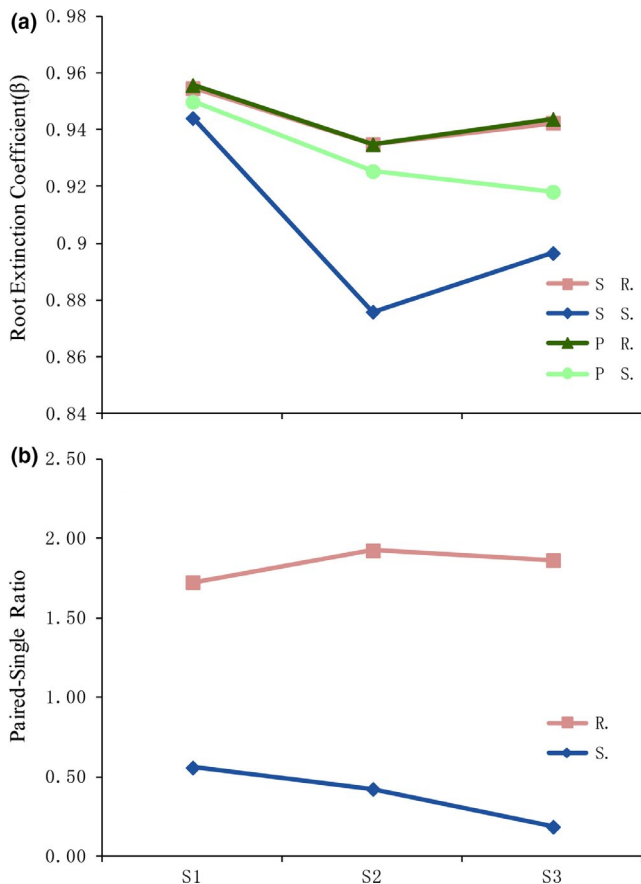 (a)
Root Extinction Coefficient(β)
0.98
0.96
0.94
0.92
0.9
0.88
0.86
0.84
S R.
S S.
P R.
P S.
(b)
Paired-Single Ratio
2.50
2.00
1.50
1.00
0.50
0.00
R.
S.
S1 S2 S3